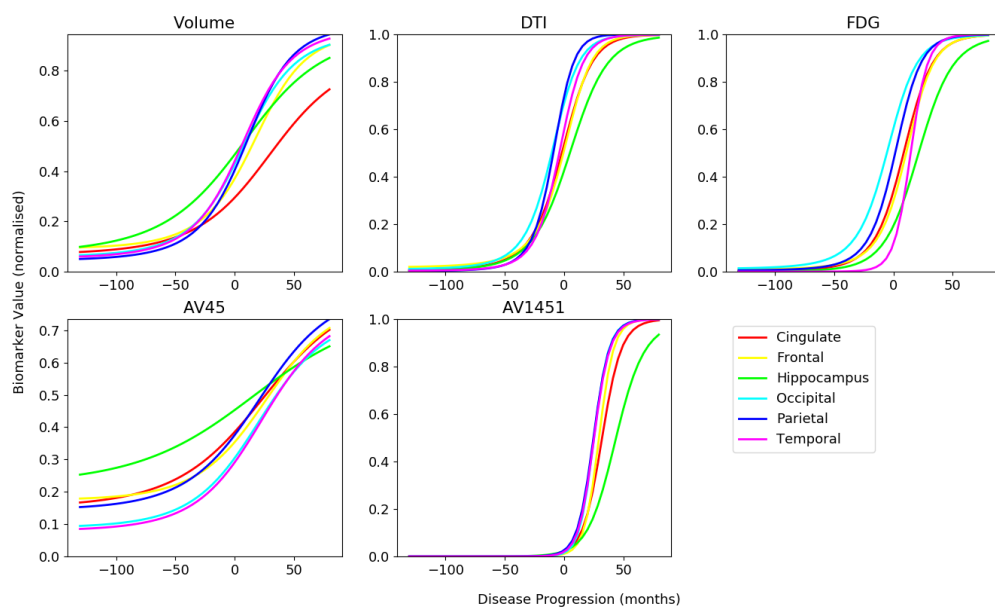 Volume
DTI
FDG
0.8
0.6
0.4
0.2
0.0
−100 −50 0 50
1.0
0.8
0.6
0.4
0.2
0.0
−100 −50 0 50
1.0
0.8
0.6
0.4
0.2
0.0
−100 −50 0 50
Biomarker Value (normalised)
AV45
AV1451
0.7
0.6
0.5
0.4
0.3
0.2
0.1
0.0
−100 −50 0 50
1.0
0.8
0.6
0.4
0.2
0.0
−100 −50 0 50
Cingulate
Frontal
Hippocampus
Occipital
Parietal
Temporal
Disease Progression (months)